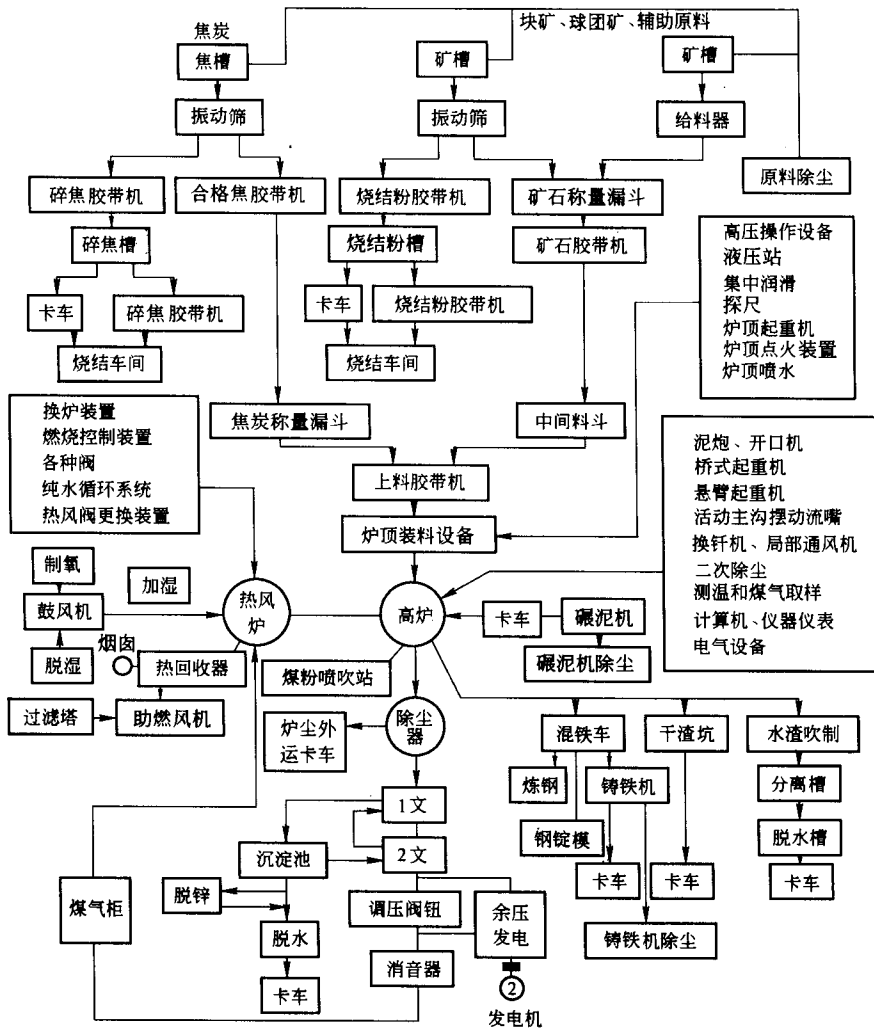 焦炭
块矿、球团矿、辅助原料
焦槽
矿槽
矿槽
振动筛
振动筛
给料器
原料除尘
碎焦胶带机
合格焦胶带机
烧结粉胶带机
矿石称量漏斗
碎焦槽
烧结粉槽
矿石胶带机
高压操作设备
液压站
集中润滑
探尺
炉顶起重机
炉顶点火装置
炉顶喷水
卡车
碎焦胶带机
卡车
烧结粉胶带机
烧结车间
烧结车间
换炉装置
燃烧控制装置
各种阀
纯水循环系统
热风阀更换装置
焦炭称量漏斗
中间料斗
泥炮、开口机
桥式起重机
悬臂起重机
活动主沟摆动流嘴
换钎机、局部通风机
二次除尘
测温和煤气取样
计算机、仪器仪表
电气设备
上料胶带机
炉顶装料设备
制氧
加湿
鼓风机
热风
炉
高炉
卡车
碾泥机
烟囱
脱湿
热回收器
煤粉喷吹站
碾泥机除尘
过滤塔
助燃风机
炉尘外
运卡车
除尘
器
混铁车
干渣坑
水渣吹制
炼钢
铸铁机
分离槽
1文
钢锭模
脱水槽
沉淀池
2文
卡车
卡车
卡车
脱锌
煤气柜
调压阀钮
余压
发电
脱水
铸铁机除尘
消音器
卡车
2
发电机